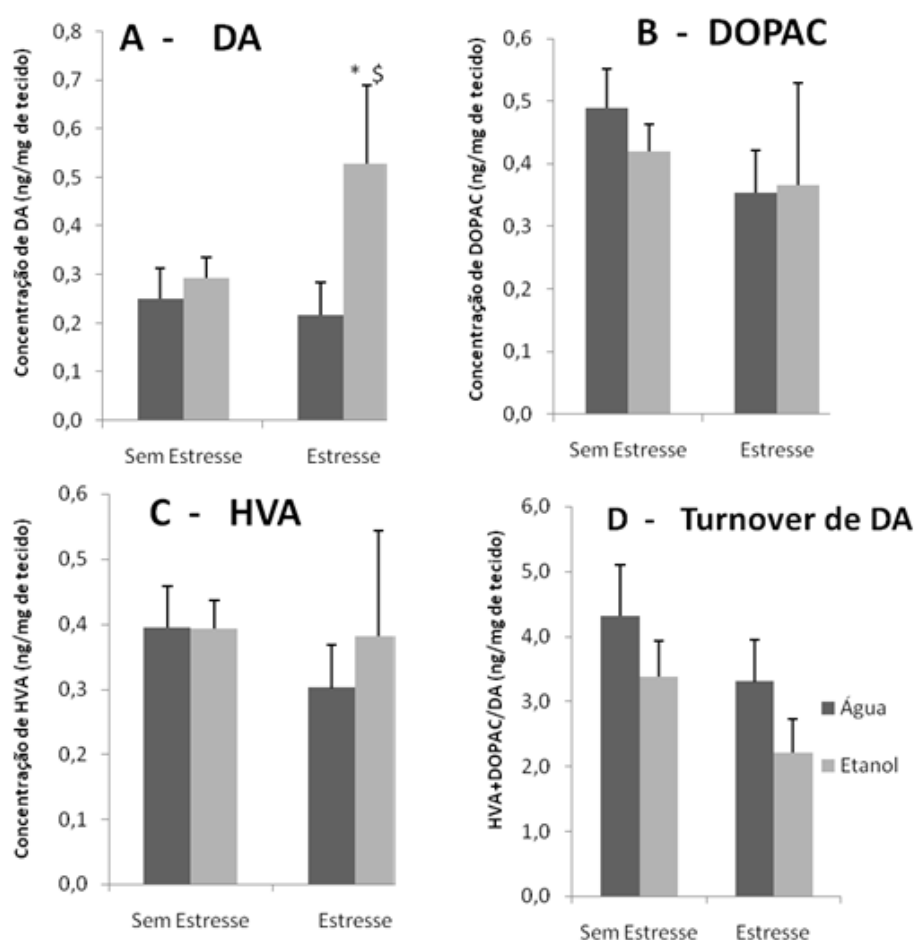 A - DA
Concentração de DA (ng/mg de tecido)
0,8
0,7
0,6
0,5
0,4
0,3
0,2
0,1
0,0
* $
Sem Estresse
Estresse
B - DOPAC
Concentração de DOPAC (ng/mg de tecido)
0,6
0,5
0,4
0,3
0,2
0,1
0,0
Sem Estresse
Estresse
C - HVA
Concentração de HVA (ng/mg de tecido)
0,6
0,5
0,4
0,3
0,2
0,1
0,0
Sem Estresse
Estresse
D - Turnover de DA
HVA+DOPAC/DA (ng/mg de tecido)
6,0
5,0
4,0
3,0
2,0
1,0
0,0
Sem Estresse
Estresse
Água
Etanol